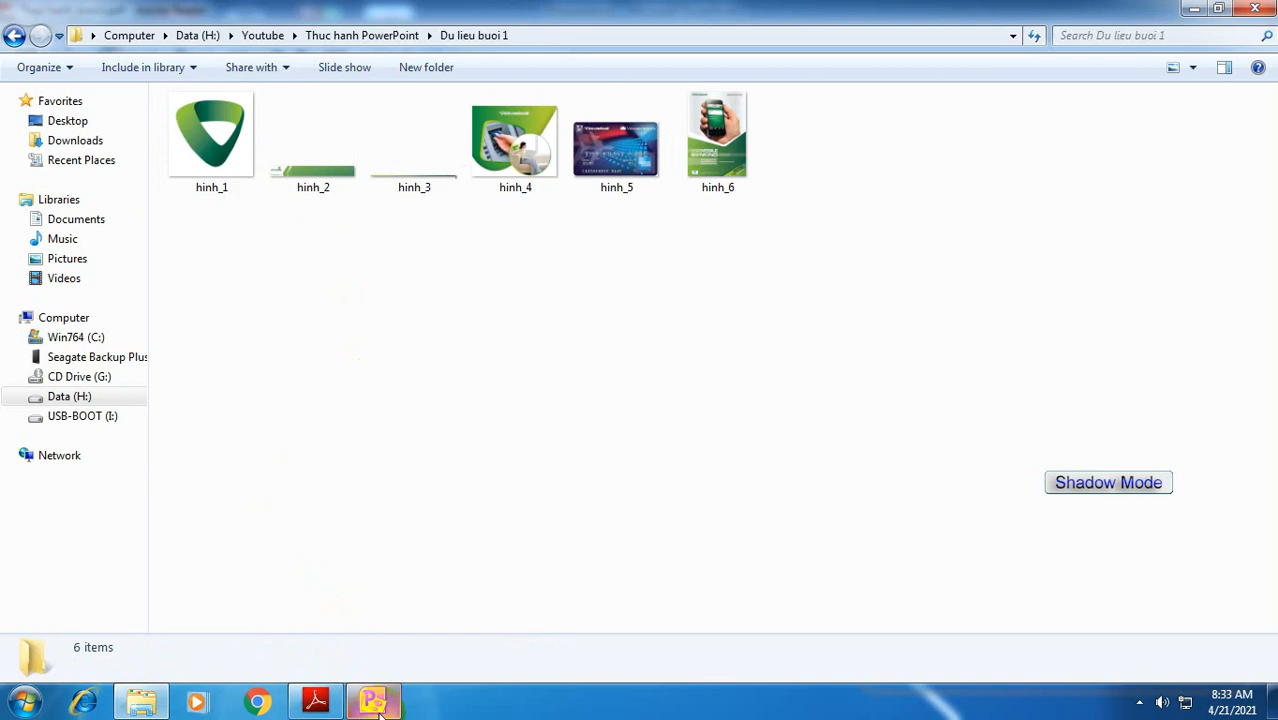 Computer
Data (H:)
Youtube
Thuc hanh PowerPoint
Du lieu buoi 1
Search Du lieu buoi 1
Organize
Include in library
Share with
Slide show
New folder
Favorites
Desktop
Downloads
Recent Places
Libraries
Documents
Music
Pictures
Videos
Computer
Win764 (C:)
Seagate Backup Plus
CD Drive (G:)
Data (H:)
USB-BOOT (I:)
Network
hinh_1
hinh_2
hinh_3
hinh_4
hinh_5
hinh_6
Shadow Mode
6 items
8:33 AM
4/21/2021